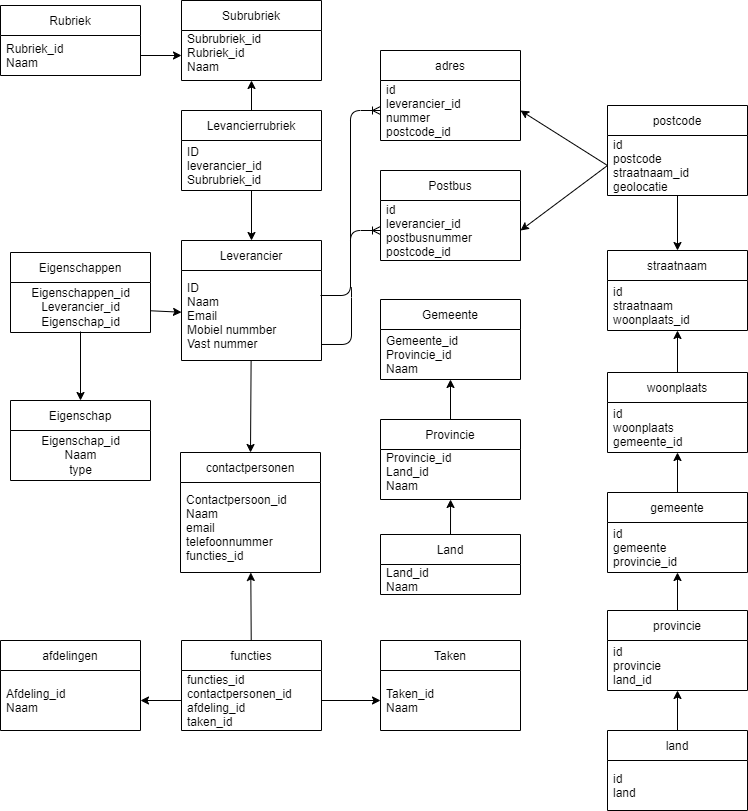 Rubriek
Rubriek_id
Naam
Subrubriek
Subrubriek_id
Rubriek_id
Naam
Levancierrubriek
ID
leverancier_id
Subrubriek_id
Leverancier
ID
Naam
Email
Mobiel nummber
Vast nummer
Eigenschappen
Eigenschappen_id
Leverancier_id
Eigenschap_id
Eigenschap
Eigenschap_id
Naam
type
contactpersonen
Contactpersoon_id
Naam
email
telefoonnummer
functies_id
afdelingen
Afdeling_id
Naam
functies
functies_id
contactpersonen_id
afdeling_id
taken_id
Taken
Taken_id
Naam
adres
id
leverancier_id
nummer
postcode_id
Postbus
id
leverancier_id
postbusnummer
postcode_id
Gemeente
Gemeente_id
Provincie_id
Naam
Provincie
Provincie_id
Land_id
Naam
Land
Land_id
Naam
postcode
id
postcode
straatnaam_id
geolocatie
straatnaam
id
straatnaam
woonplaats_id
woonplaats
id
woonplaats
gemeente_id
gemeente
id
gemeente
provincie_id
provincie
id
provincie
land_id
land
id
land